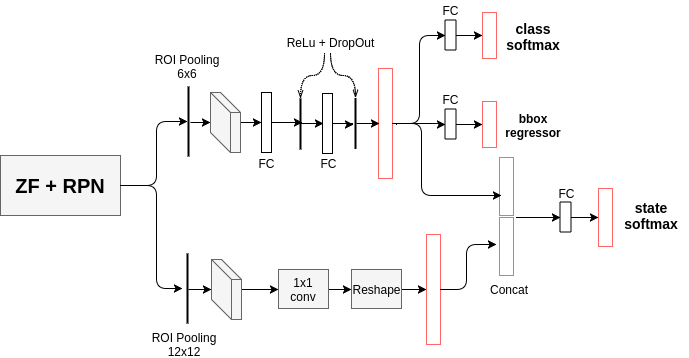 FC
class
softmax
ReLu + DropOut
ROI Pooling
6x6
FC
bbox
regressor
FC
FC
ZF + RPN
FC
state
softmax
1x1
conv
Reshape
Concat
ROI Pooling
12x12